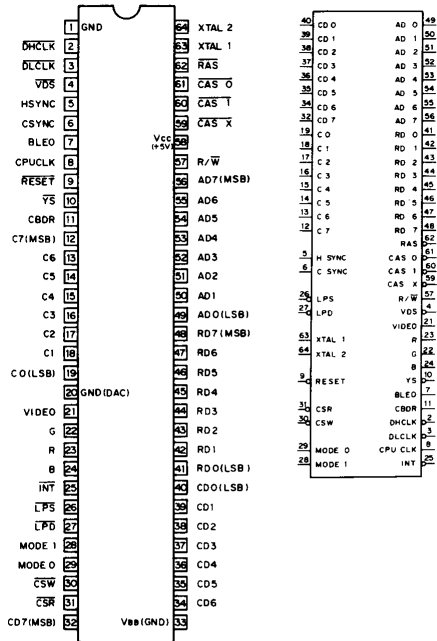 1 GND 64 XTAL 2
DHCLK 2 63 XTAL 1
DLCLK 3 62 RAS
VDS 4 61 CAS 0
HSYNC 5 60 CAS 1
CSYNC 6 59 CAS X
BLEO 7 Vcc (+5V) 58
CPUCLK 8 57 R/W
RESET 9 56 AD7(MSB)
YS 10 55 AD6
CBDR 11 54 AD5
C7(MSB) 12 53 AD4
C6 13 52 AD3
C5 14 51 AD2
C4 15 50 AD1
C3 16 49 AD0(LSB)
C2 17 48 RD7(MSB)
C1 18 47 RD6
C0(LSB) 19 46 RD5
20 GND(DAC) 45 RD4
VIDEO 21 44 RD3
G 22 43 RD2
R 23 42 RD1
B 24 41 RD0(LSB)
INT 25 40 CD0(LSB)
LPS 26 39 CD1
LPD 27 38 CD2
MODE 1 28 37 CD3
MODE 0 29 36 CD4
CSW 30 35 CD5
CSR 31 34 CD6
CD7(MSB) 32 VBB(GND) 33
40 CD 0 AD 0 49
39 CD 1 AD 1 50
38 CD 2 AD 2 51
37 CD 3 AD 3 52
36 CD 4 AD 4 53
35 CD 5 AD 5 54
34 CD 6 AD 6 55
32 CD 7 AD 7 56
19 C 0 RD 0 41
18 C 1 RD 1 42
17 C 2 RD 2 43
16 C 3 RD 3 44
15 C 4 RD 4 45
14 C 5 RD 5 46
13 C 6 RD 6 47
12 C 7 RD 7 48
RAS 62
5 H SYNC CAS 0 61
6 C SYNC CAS 1 60
CAS X 59
26 LPS R/W 57
27 LPD VDS 4
VIDEO 21
63 XTAL 1 R 23
64 XTAL 2 G 22
B 24
9 RESET YS 10
BLEO 7
31 CSR CBDR 11
30 CSW DHCLK 2
DLCLK 3
29 MODE 0 CPU CLK 8
28 MODE 1 INT 25